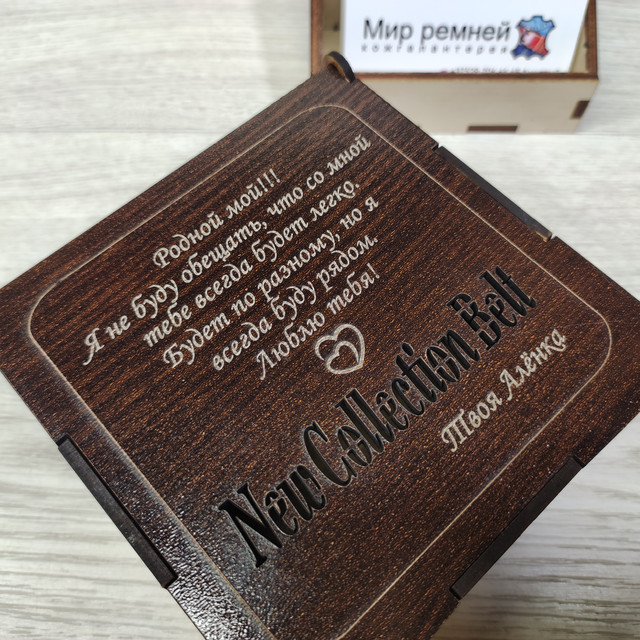 Мир ремней
кожгалантерея
Родной мой!!!
Я не буду обещать, что со мной
тебе всегда будет легко.
Будет по разному, но я
всегда буду рядом.
Люблю тебя!
New Collection Belt
Твоя Алёнка